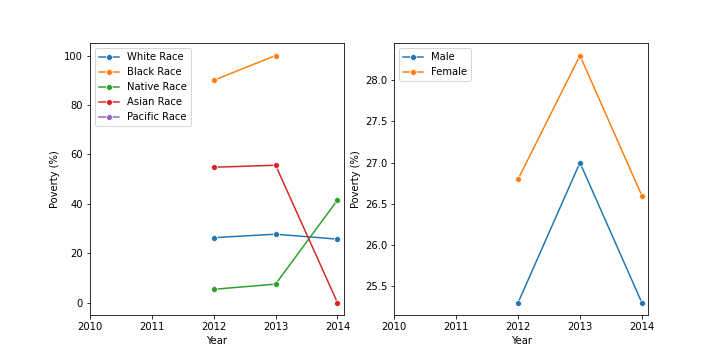 White Race
Black Race
Native Race
Asian Race
Pacific Race
100
80
60
40
20
0
Poverty (%)
2010 2011 2012 2013 2014
Year
Male
Female
28.0
27.5
27.0
26.5
26.0
25.5
Poverty (%)
2010 2011 2012 2013 2014
Year